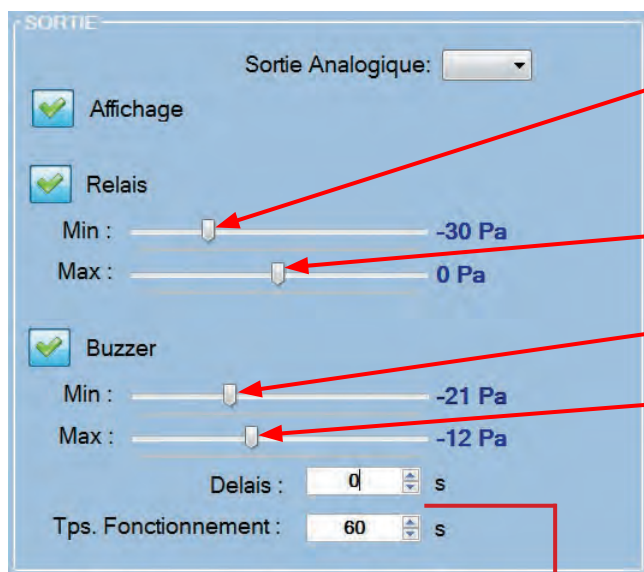 SORTIE
Sortie Analogique:
Affichage
Relais
Min : -30 Pa
Max : 0 Pa
Buzzer
Min : -21 Pa
Max : -12 Pa
Delais : 0 s
Tps. Fonctionnement : 60 s